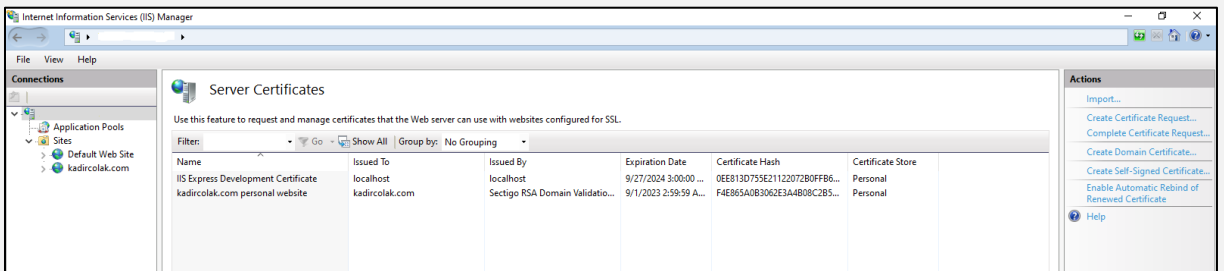 Internet Information Services (IIS) Manager
File View Help
Connections
Application Pools
Sites
Default Web Site
kadircolak.com
Server Certificates
Use this feature to request and manage certificates that the Web server can use with websites configured for SSL.
Filter: Go Show All Group by: No Grouping
Name Issued To Issued By Expiration Date Certificate Hash Certificate Store
IIS Express Development Certificate localhost localhost 9/27/2024 3:00:00 ... 0EE813D755E21122072B0FFB6... Personal
kadircolak.com personal website kadircolak.com Sectigo RSA Domain Validatio... 9/1/2023 2:59:59 A... F4E865A0B3062E3A4B08C2B5... Personal
Actions
Import...
Create Certificate Request...
Complete Certificate Request...
Create Domain Certificate...
Create Self-Signed Certificate...
Enable Automatic Rebind of
Renewed Certificate
Help